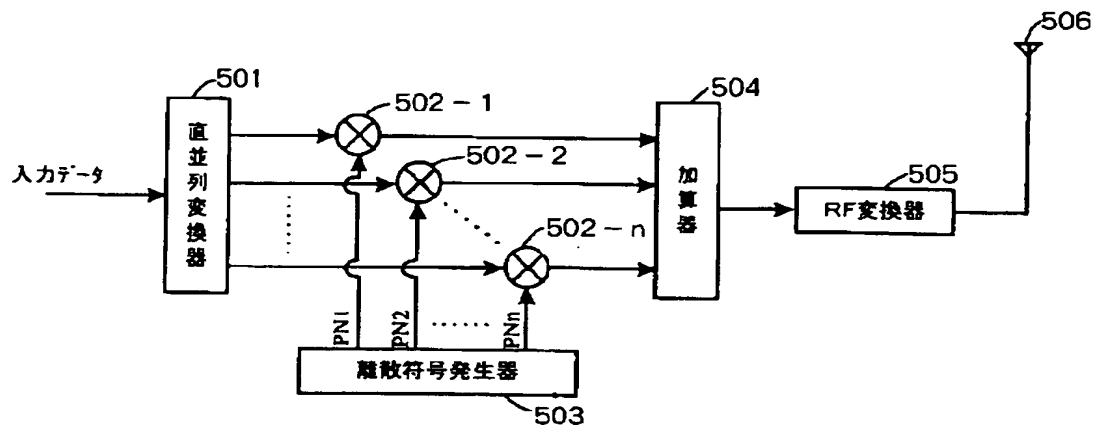 506
501
502-1
504
直並列変換器
502-2
入力データ
加算器
505
RF変換器
502-n
PN1
PN2
PNn
離散符号発生器
503